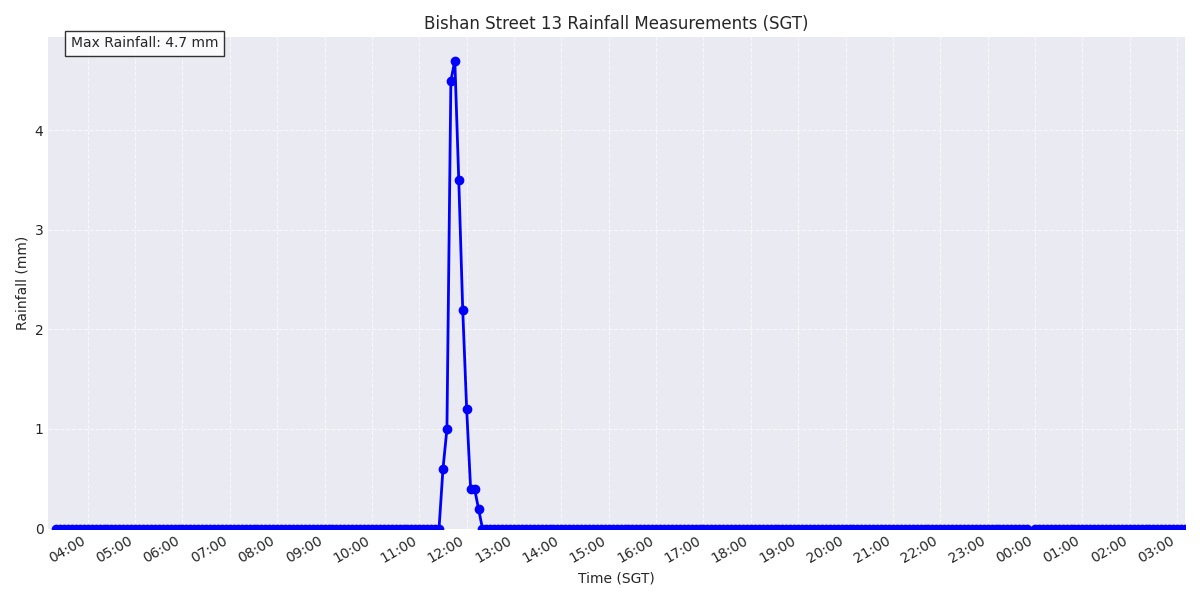 Bishan Street 13 Rainfall Measurements (SGT)
Max Rainfall: 4.7 mm
Rainfall (mm)
4
3
2
1
0
04:00 05:00 06:00 07:00 08:00 09:00 10:00 11:00 12:00 13:00 14:00 15:00 16:00 17:00 18:00 19:00 20:00 21:00 22:00 23:00 00:00 01:00 02:00 03:00
Time (SGT)